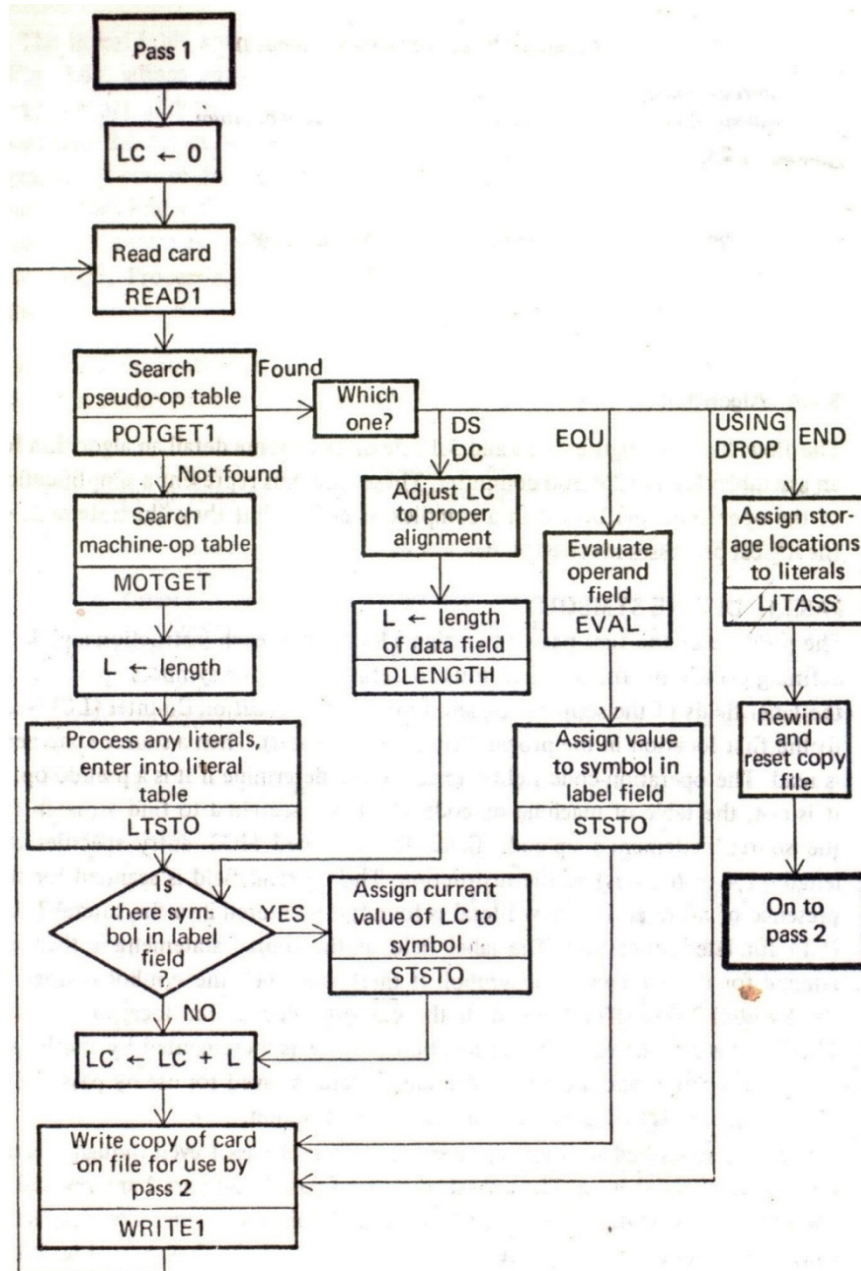 Pass 1
LC ← 0
Read card
READ1
Search
pseudo-op table
POTGET1
Found
Which
one?
DS
DC
EQU
USING
DROP
END
Not found
Search
machine-op table
MOTGET
L ← length
Process any literals,
enter into literal
table
LTSTO
Adjust LC
to proper
alignment
L ← length
of data field
DLENGTH
Evaluate
operand
field
EVAL
Assign value
to symbol in
label field
STSTO
Assign stor-
age locations
to literals
LITASS
Rewind
and
reset copy
file
On to
pass 2
Is
there sym-
bol in label
field
?
YES
Assign current
value of LC to
symbol
STSTO
NO
LC ← LC + L
Write copy of card
on file for use by
pass 2
WRITE1